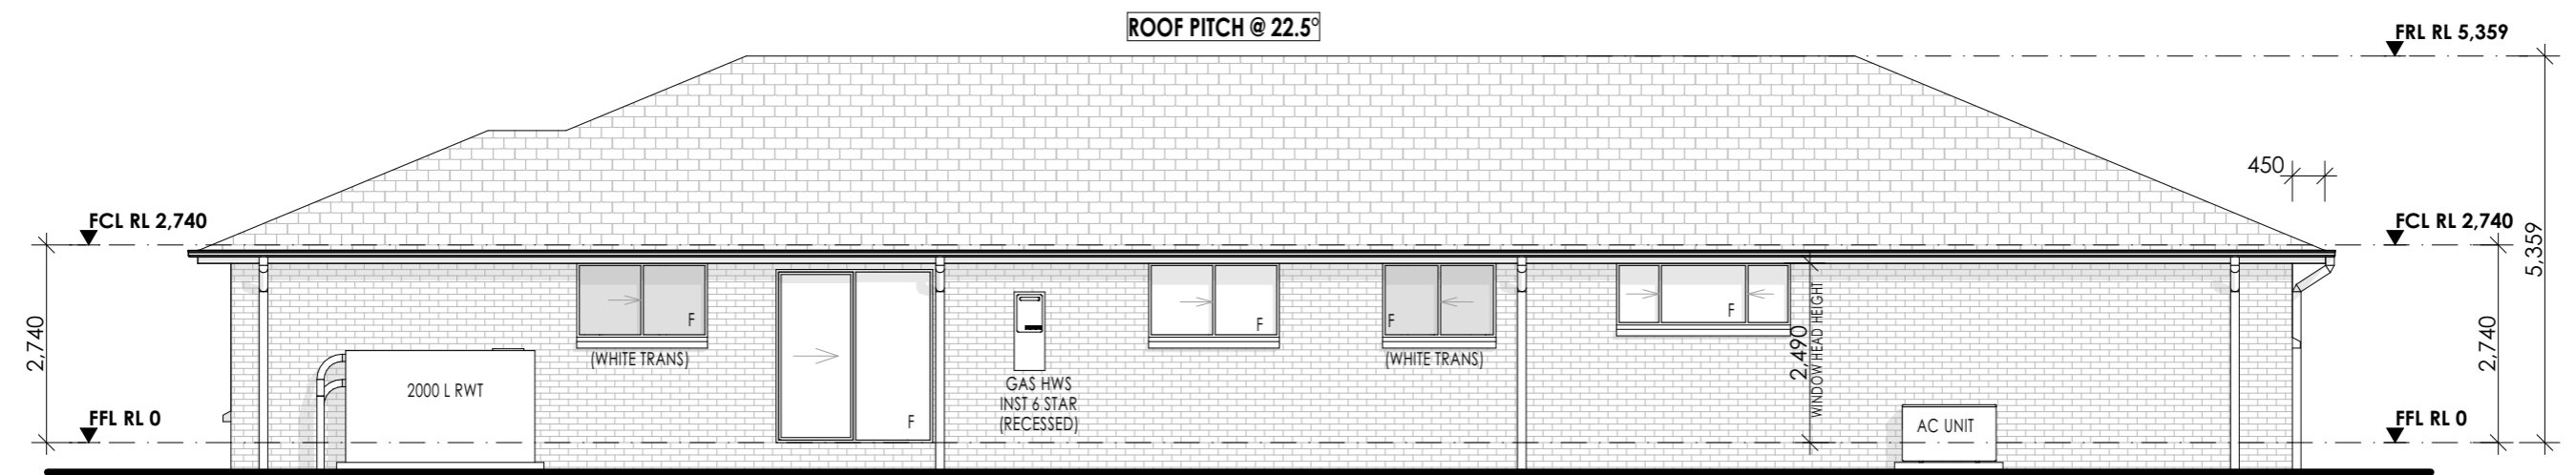 ROOF PITCH @ 22.5°
FRL RL 5,359
450
FCL RL 2,740
FCL RL 2,740
5,359
2,740
2,740
2,490
WINDOW HEAD HEIGHT
F
F
F
F
F
(WHITE TRANS)
(WHITE TRANS)
2000 L RWT
GAS HWS
INST 6 STAR
(RECESSED)
AC UNIT
FFL RL 0
FFL RL 0